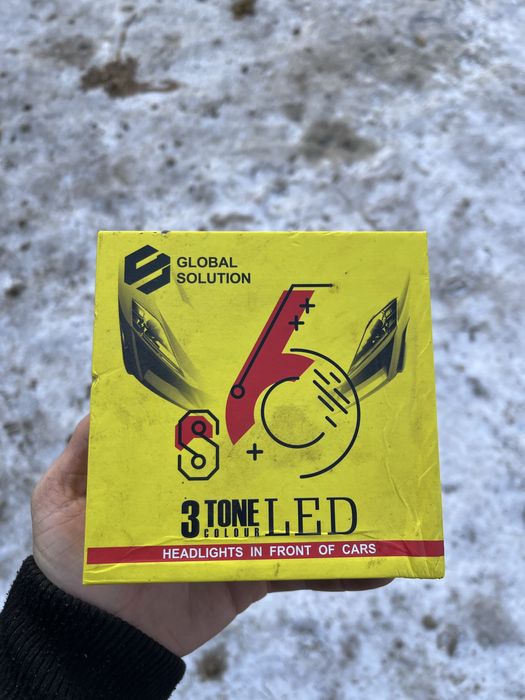 GLOBAL
SOLUTION
S6
3 TONE COLOUR LED
HEADLIGHTS IN FRONT OF CARS